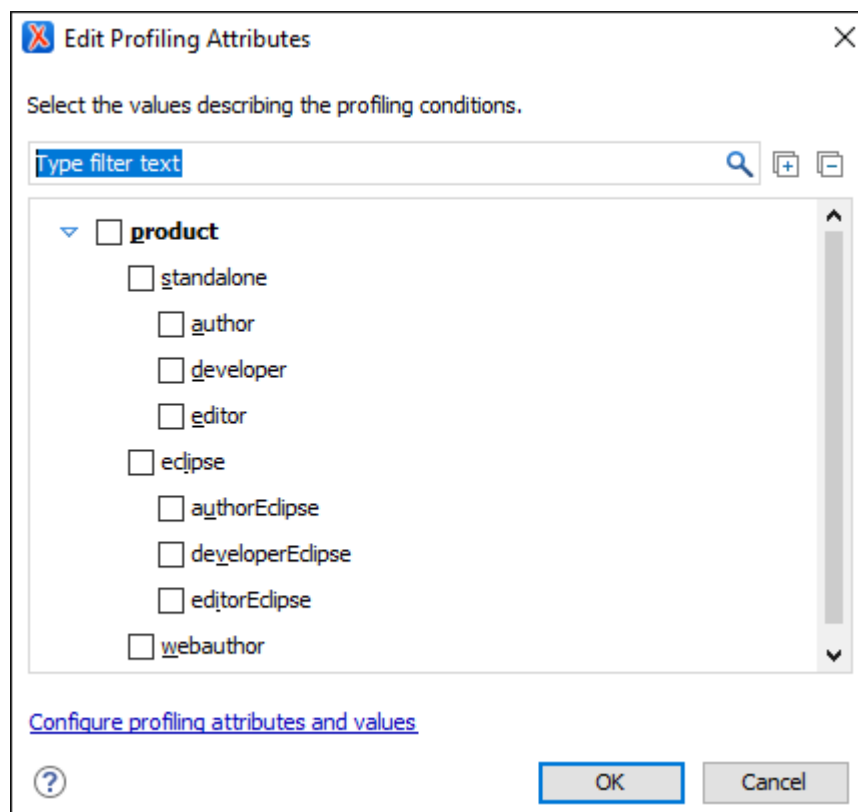 Edit Profiling Attributes
Select the values describing the profiling conditions.
Type filter text
product
standalone
author
developer
editor
eclipse
authorEclipse
developerEclipse
editorEclipse
webauthor
Configure profiling attributes and values
?
OK
Cancel